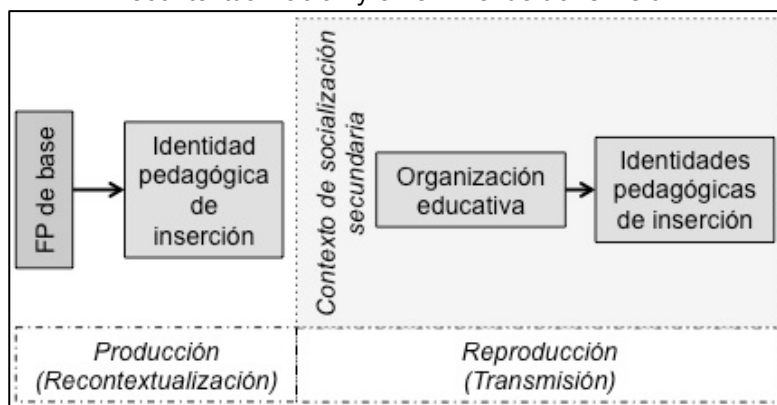 FP de base
Identidad
pedagógica
de
inserción
Contexto de socialización
secundaria
Organización
educativa
Identidades
pedagógicas
de inserción
Producción
(Recontextualización)
Reproducción
(Transmisión)